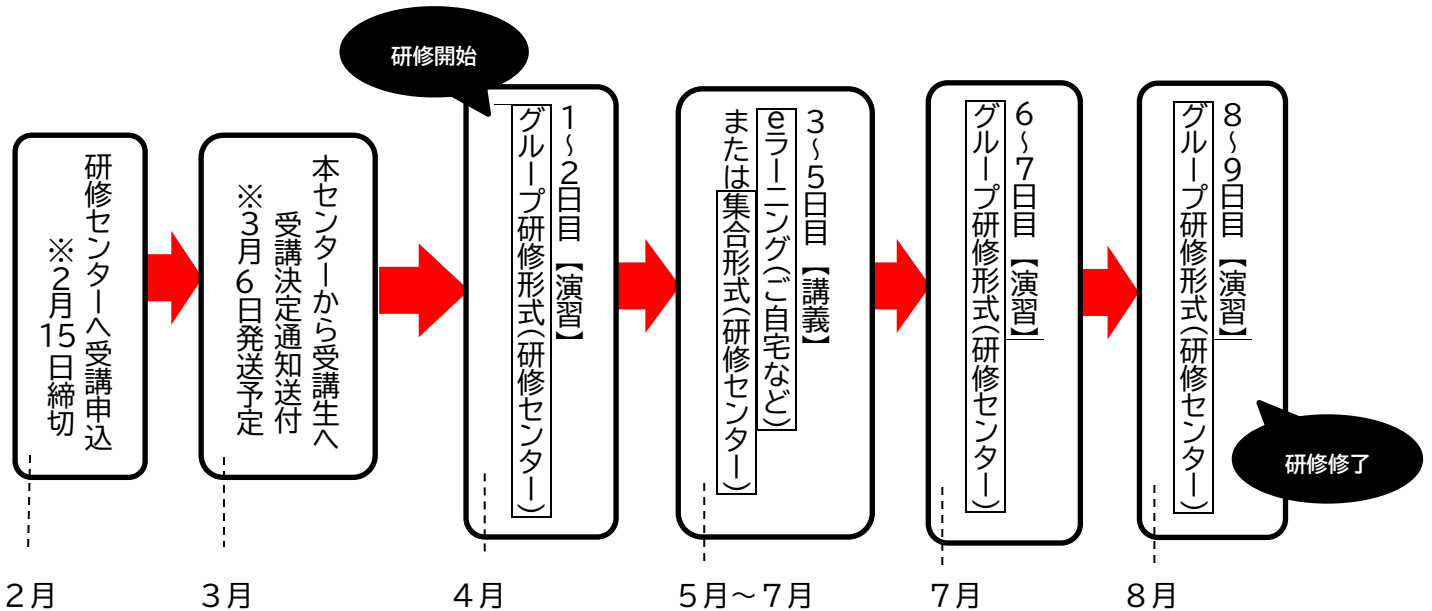 研修センターへ受講申込
※２月15日締切
本センターから受講生へ
受講決定通知送付
※３月６日発送予定
研修開始
１～２日目【演習】
グループ研修形式（研修センター）
３～５日目【講義】
eラーニング（ご自宅など）
または集合形式（研修センター）
６～７日目【演習】
グループ研修形式（研修センター）
８～９日目【演習】
グループ研修形式（研修センター）
研修修了
２月
３月
４月
５月～７月
７月
８月